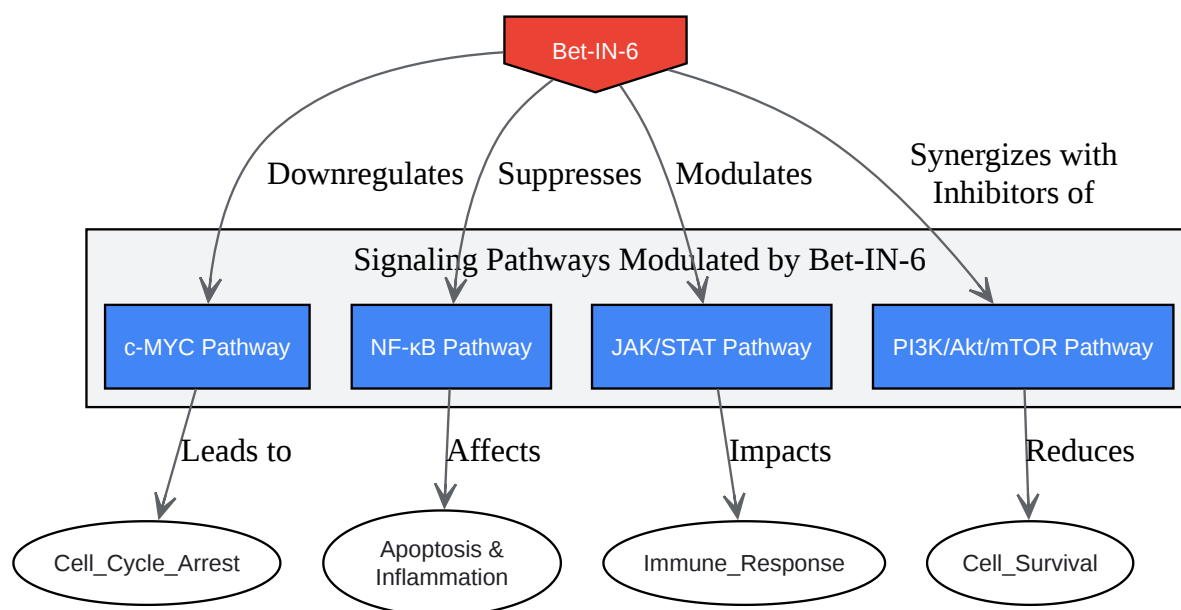 Bet-IN-6
Downregulates
Suppresses
Modulates
Synergizes with
Inhibitors of
Signaling Pathways Modulated by Bet-IN-6
c-MYC Pathway
NF-κB Pathway
JAK/STAT Pathway
PI3K/Akt/mTOR Pathway
Leads to
Affects
Impacts
Reduces
Cell_Cycle_Arrest
Apoptosis &
Inflammation
Immune_Response
Cell_Survival